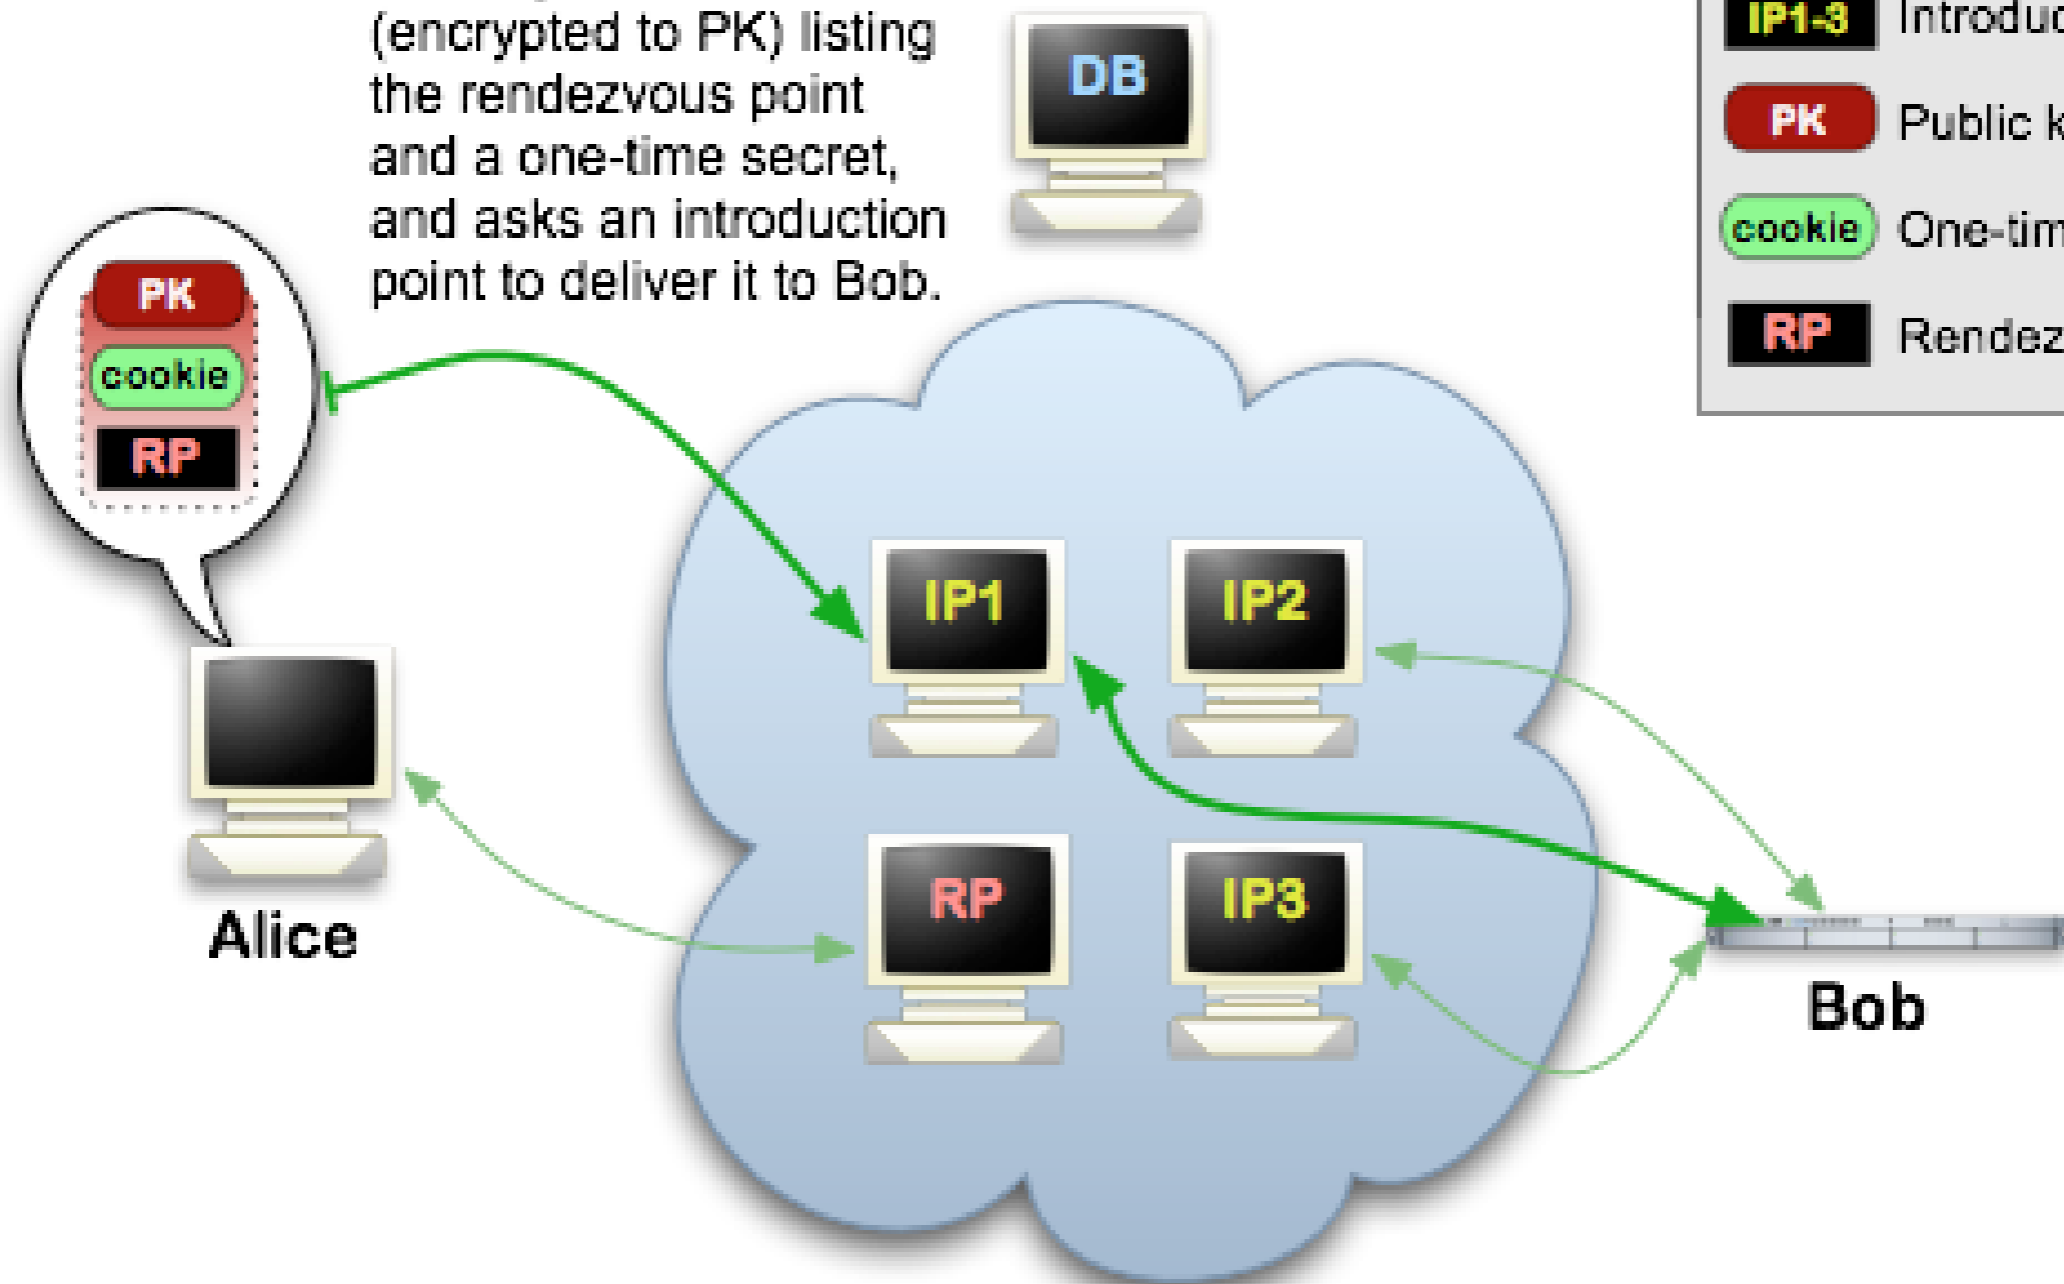 (encrypted to PK) listing
the rendezvous point
and a one-time secret,
and asks an introduction
point to deliver it to Bob.
DB
IP1-3
PK Public
cookie
RP
PK
cookie
RP
IP1
IP2
RP
IP3
Alice
Bob